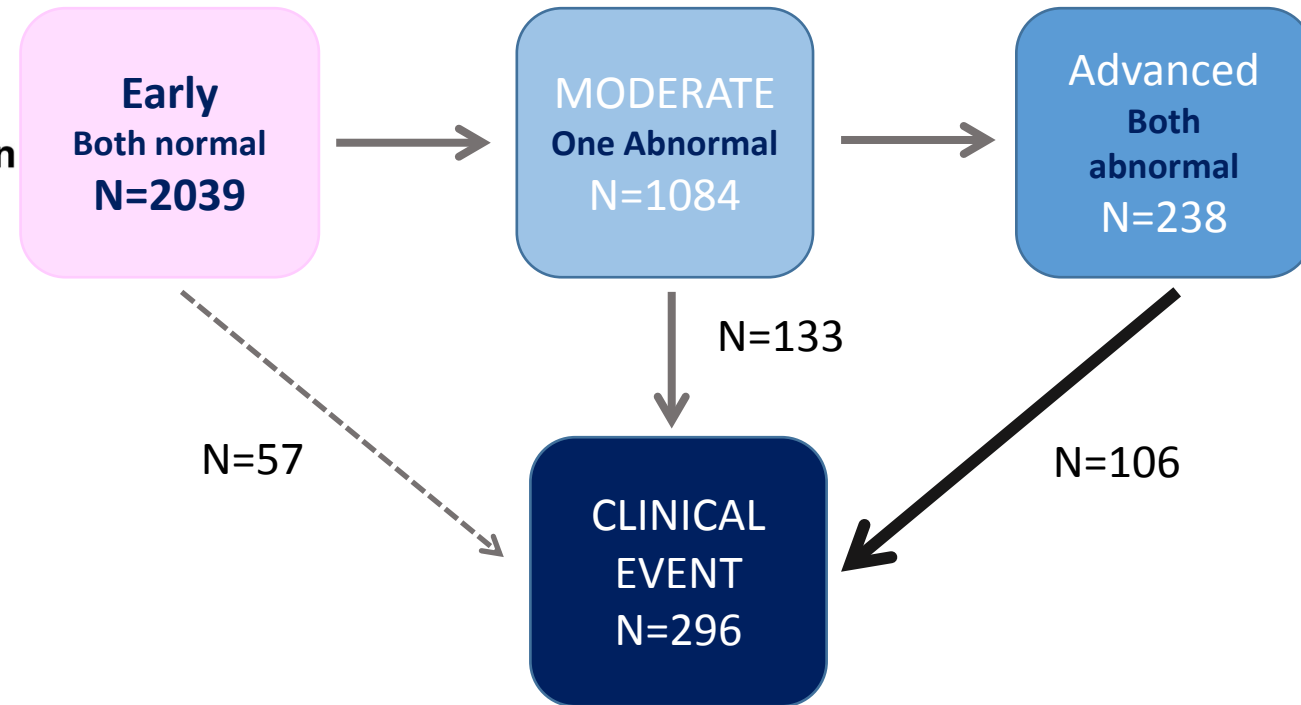 Early
Both normal
N=2039
MODERATE
One Abnormal
N=1084
Advanced
Both
abnormal
N=238
N=133
N=57
N=106
CLINICAL
EVENT
N=296